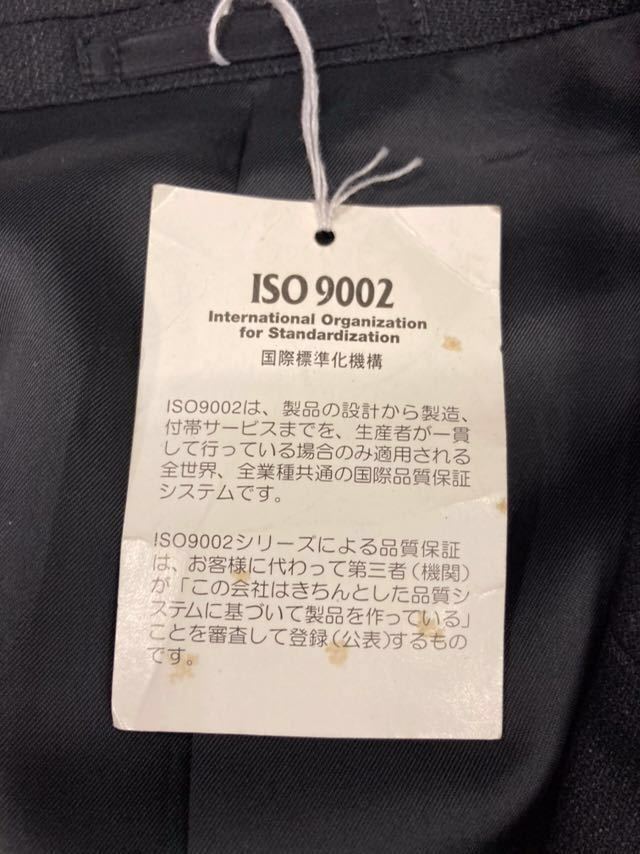 ISO 9002
International Organization
for Standardization
国際標準化機構
ISO9002は、製品の設計から製造、
付帯サービスまでを、生産者が一貫
して行っている場合のみ適用される
全世界、全業種共通の国際品質保証
システムです。
ISO9002シリーズによる品質保証
は、お客様に代わって第三者(機関)
が「この会社はきちんとした品質シ
ステムに基づいて製品を作っている」
ことを審査して登録(公表)するもの
です。